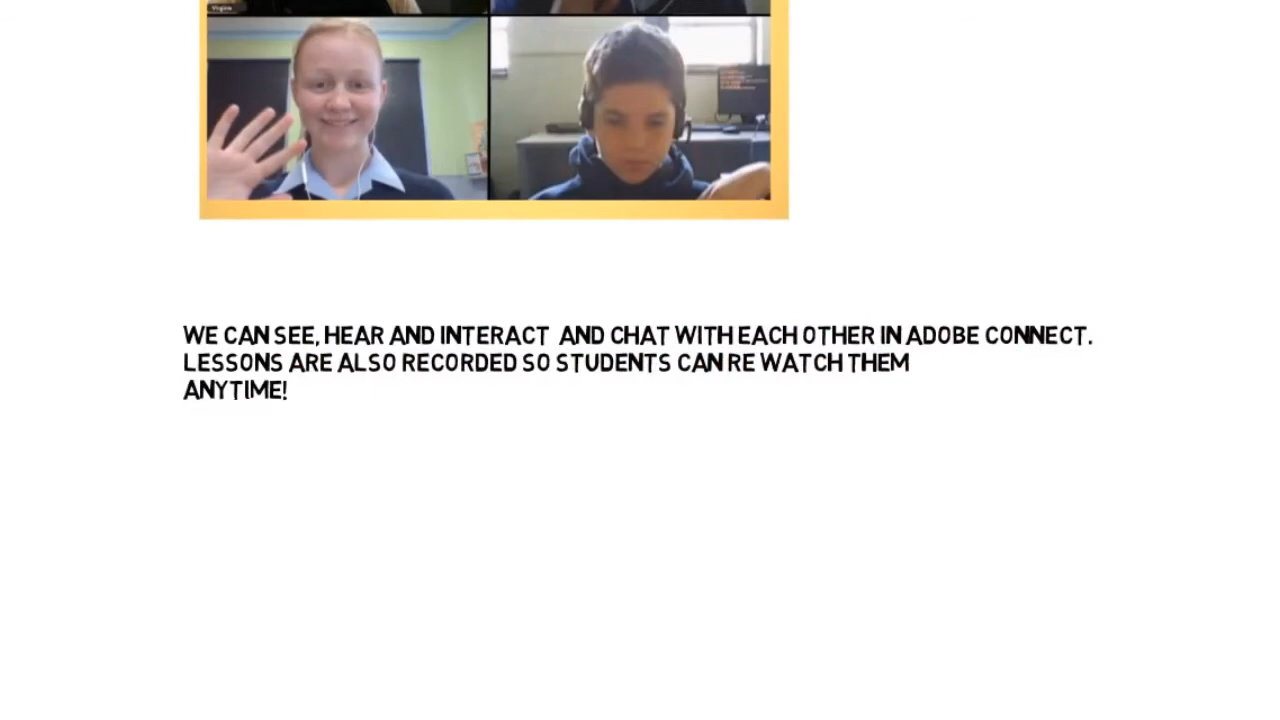 Virginia
WE CAN SEE, HEAR AND INTERACT AND CHAT WITH EACH OTHER IN ADOBE CONNECT.
LESSONS ARE ALSO RECORDED SO STUDENTS CAN RE WATCH THEM
ANYTIME!